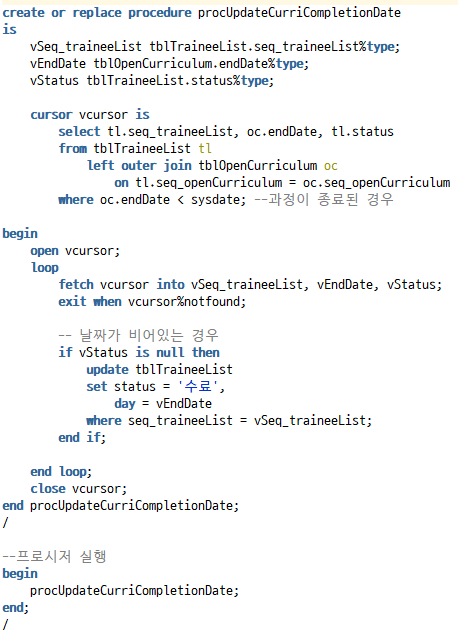 create or replace procedure procUpdateCurriCompletionDate
is
    vSeq_traineeList tblTraineeList.seq_traineeList%type;
    vEndDate tblOpenCurriculum.endDate%type;
    vStatus tblTraineeList.status%type;

    cursor vcursor is
        select tl.seq_traineeList, oc.endDate, tl.status
        from tblTraineeList tl
            left outer join tblOpenCurriculum oc
                on tl.seq_openCurriculum = oc.seq_openCurriculum
        where oc.endDate < sysdate; --과정이 종료된 경우

begin
    open vcursor;
    loop
        fetch vcursor into vSeq_traineeList, vEndDate, vStatus;
        exit when vcursor%notfound;

        -- 날짜가 비어있는 경우
        if vStatus is null then
            update tblTraineeList
            set status = '수료',
                day = vEndDate
            where seq_traineeList = vSeq_traineeList;
        end if;

    end loop;
    close vcursor;
end procUpdateCurriCompletionDate;
/

--프로시저 실행
begin
    procUpdateCurriCompletionDate;
end;
/